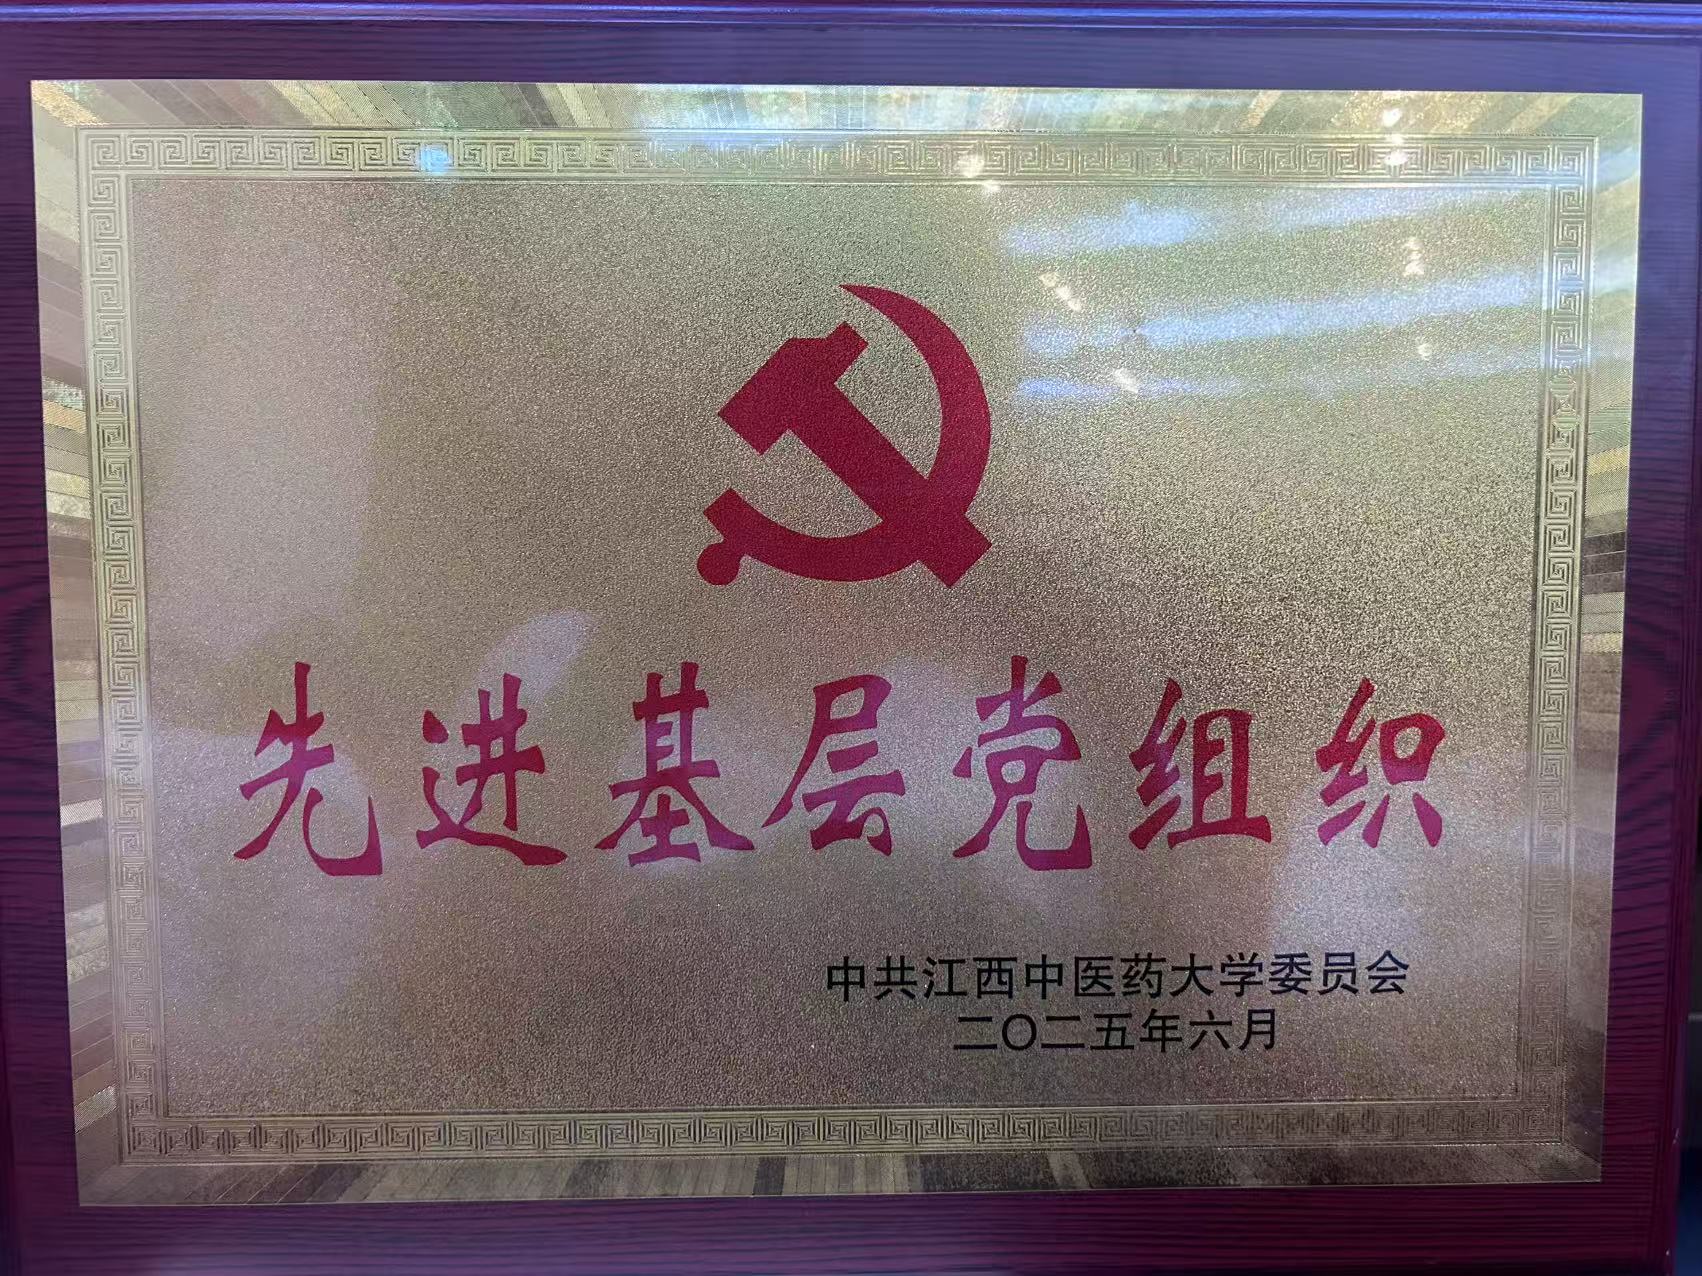 先进基层党组织
中共江西中医药大学委员会
二〇二五年六月